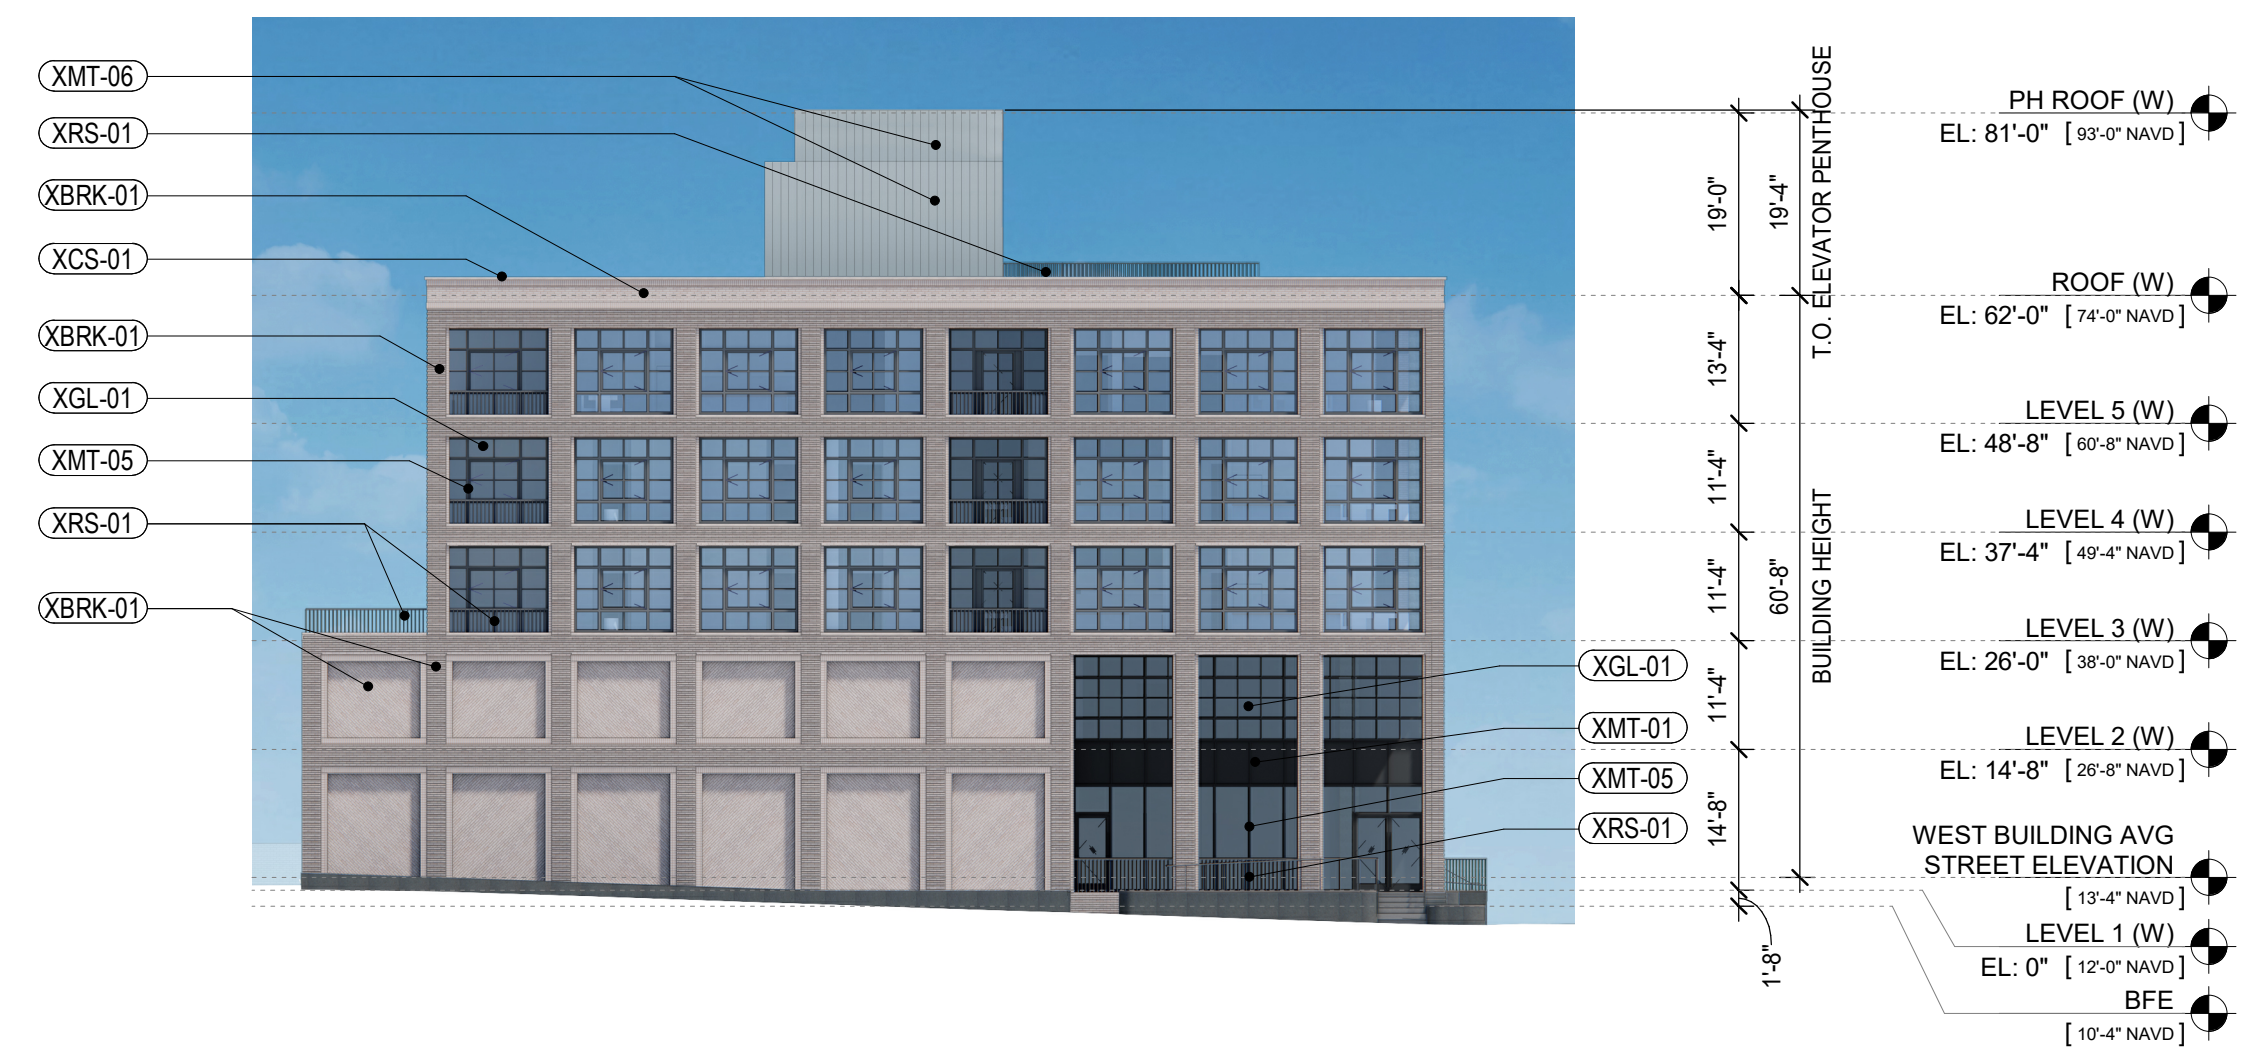 XMT-06
XRS-01
XBRK-01
XCS-01
XBRK-01
XGL-01
XMT-05
XRS-01
XBRK-01
XGL-01
XMT-01
XMT-05
XRS-01
19'-0"
13'-4"
11'-4"
11'-4"
11'-4"
14'-8"
1'-8"
19'-4"
60'-8"
T.O. ELEVATOR PENTHOUSE
BUILDING HEIGHT
PH ROOF (W)
EL: 81'-0" [ 93'-0" NAVD ]
ROOF (W)
EL: 62'-0" [ 74'-0" NAVD ]
LEVEL 5 (W)
EL: 48'-8" [ 60'-8" NAVD ]
LEVEL 4 (W)
EL: 37'-4" [ 49'-4" NAVD ]
LEVEL 3 (W)
EL: 26'-0" [ 38'-0" NAVD ]
LEVEL 2 (W)
EL: 14'-8" [ 26'-8" NAVD ]
WEST BUILDING AVG
STREET ELEVATION
[ 13'-4" NAVD ]
LEVEL 1 (W)
EL: 0" [ 12'-0" NAVD ]
BFE
[ 10'-4" NAVD ]